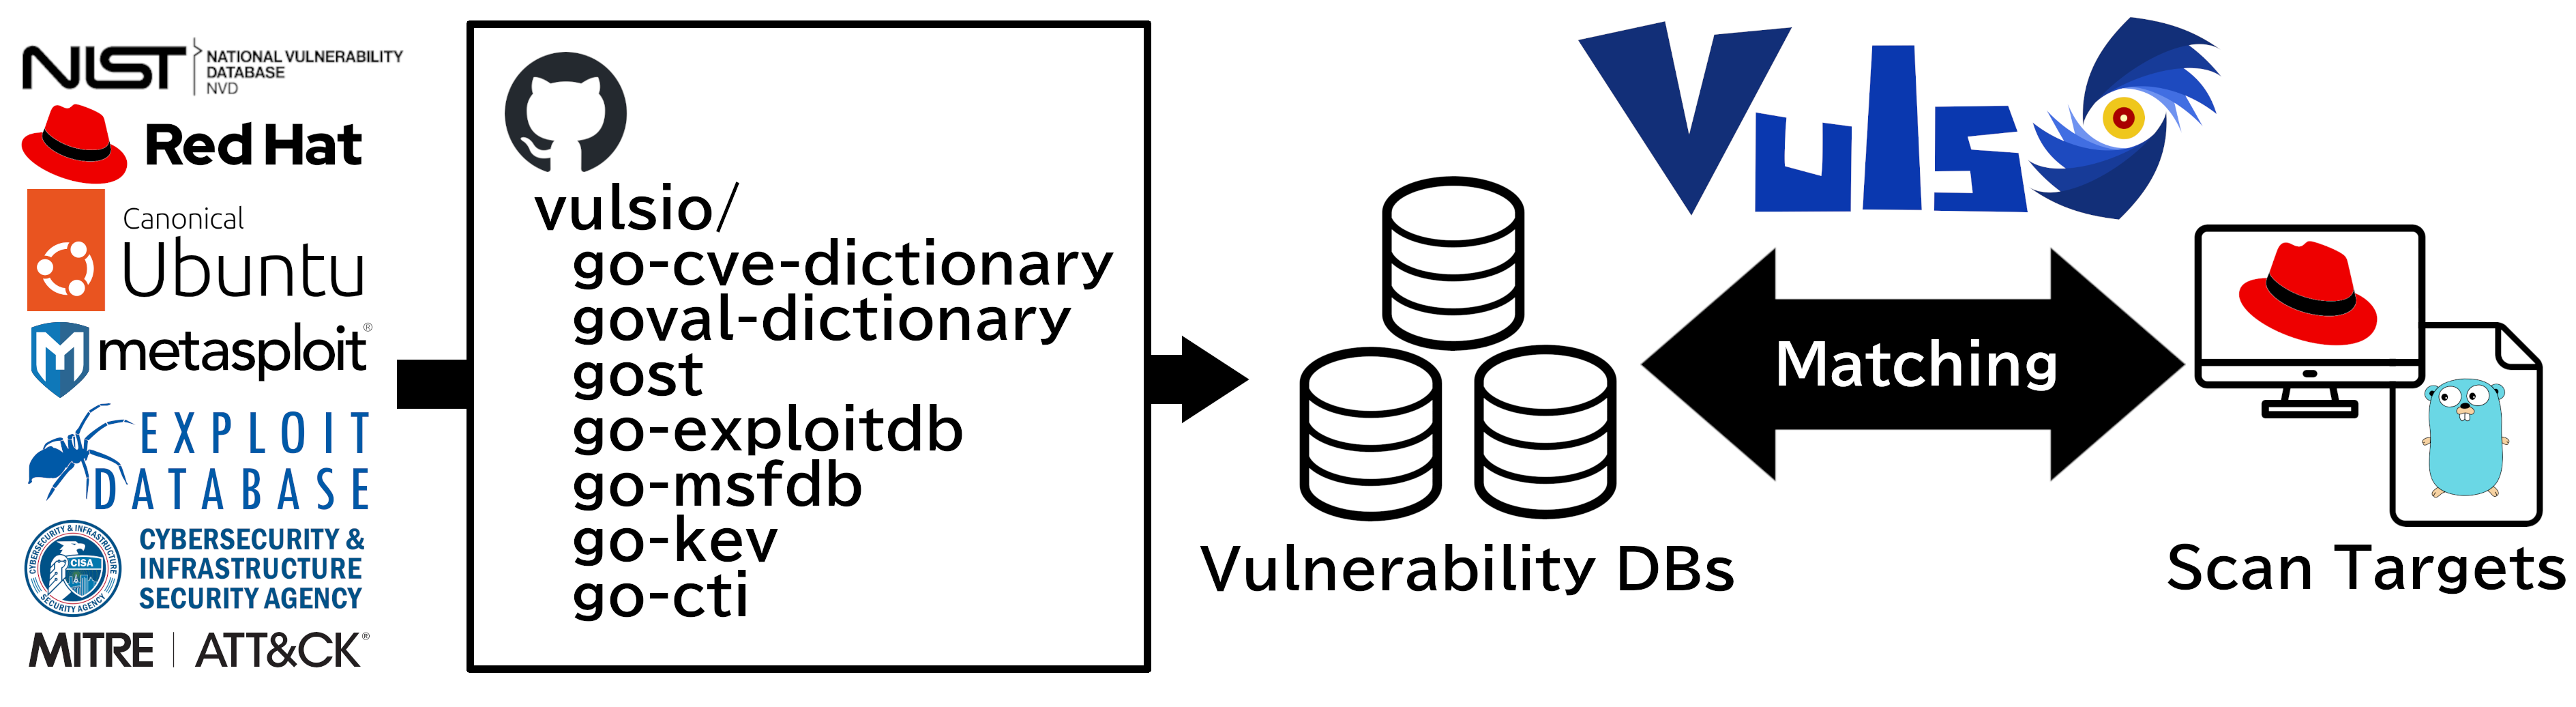 NIST
NATIONAL VULNERABILITY
DATABASE
NVD
Red Hat
Canonical
Ubuntu
metasploit®
EXPLOIT
DATABASE
CYBERSECURITY & INFRASTRUCTURE
CISA
SECURITY AGENCY
CYBERSECURITY &
INFRASTRUCTURE
SECURITY AGENCY
MITRE | ATT&CK®
vulsio/
go-cve-dictionary
goval-dictionary
gost
go-exploitdb
go-msfdb
go-kev
go-cti
Vulnerability DBs
Vuls
Matching
Scan Targets